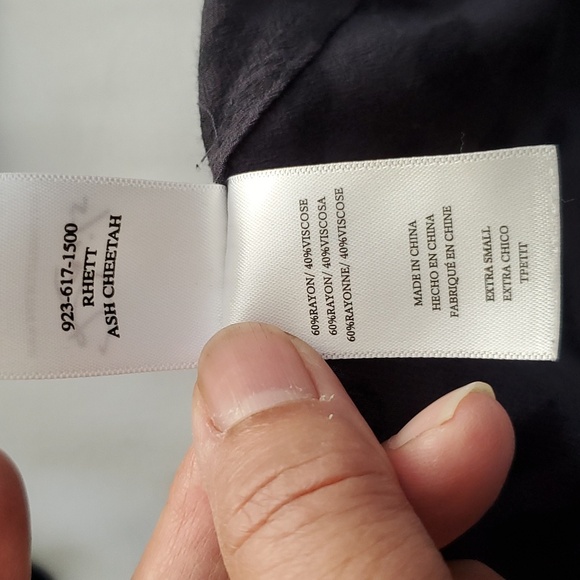 923-617-1500
RHETT
ASH CHEETAH
60%RAYON/ 40%VISCOSE
60%RAYON/ 40%VISCOSA
60%RAYONNE/ 40%VISCOSE
MADE IN CHINA
HECHO EN CHINA
FABRIQUÉ EN CHINE
EXTRA SMALL
EXTRA CHICO
TPETIT